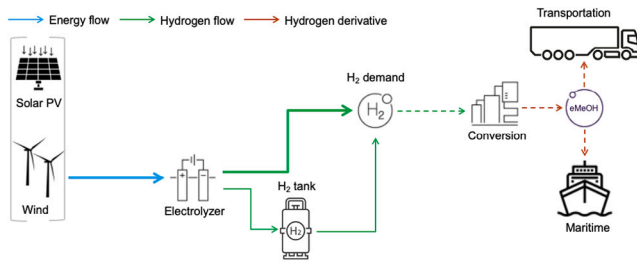 Energy flow
Hydrogen flow
Hydrogen derivative
Transportation
Solar PV
H₂ demand
H₂
eMeOH
Conversion
Wind
+ −
Electrolyzer
H₂ tank
H₂
Maritime